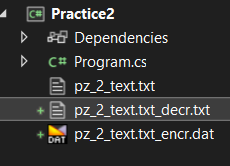 C# Practice2
Dependencies
C# Program.cs
pz_2_text.txt
+ pz_2_text.txt_decr.txt
+ DAT pz_2_text.txt_encr.dat